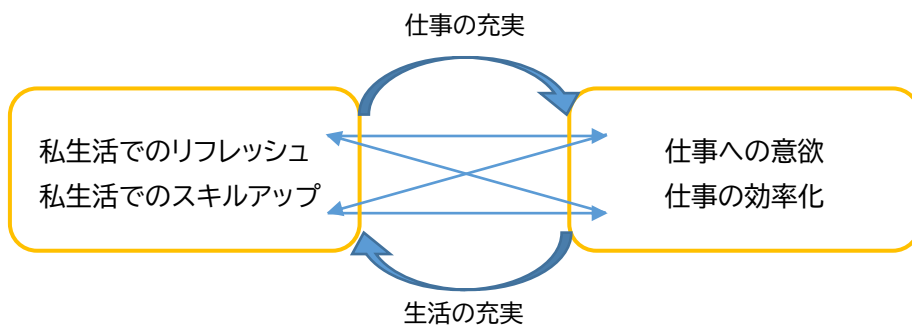 仕事の充実
私生活でのリフレッシュ
私生活でのスキルアップ
仕事への意欲
仕事の効率化
生活の充実